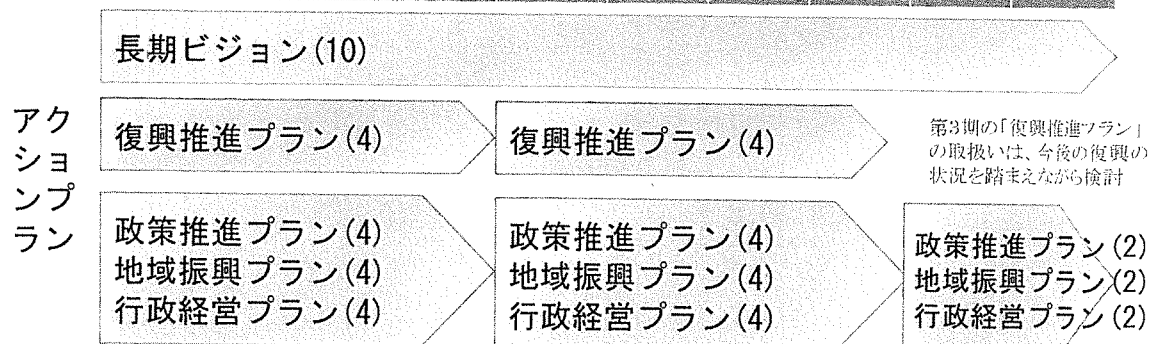 長期ビジョン(10)
アク
ショ
ンプ
ラン
復興推進プラン(4)
復興推進プラン(4)
第3期の「復興推進プラン」
の取扱いは、今後の復興の
状況を踏まえながら検討
政策推進プラン(4)
地域振興プラン(4)
行政経営プラン(4)
政策推進プラン(4)
地域振興プラン(4)
行政経営プラン(4)
政策推進プラン(2)
地域振興プラン(2)
行政経営プラン(2)